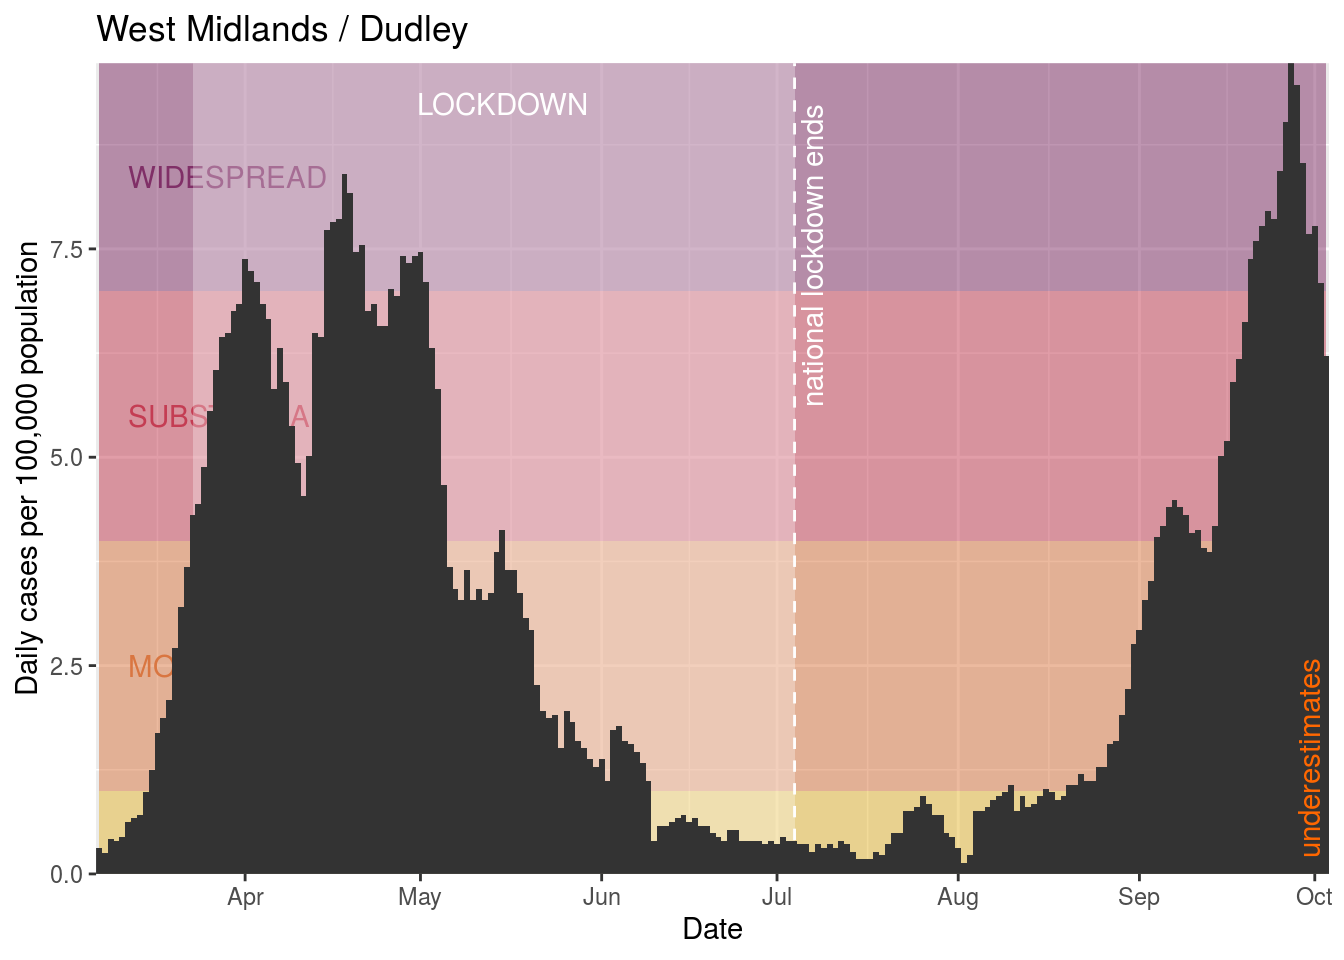 West Midlands / Dudley
LOCKDOWN
WIDESPREAD
national lockdown ends
underestimates
Daily cases per 100,000 population
7.5
5.0
2.5
0.0
Apr
May
Jun
Jul
Aug
Sep
Oct
Date